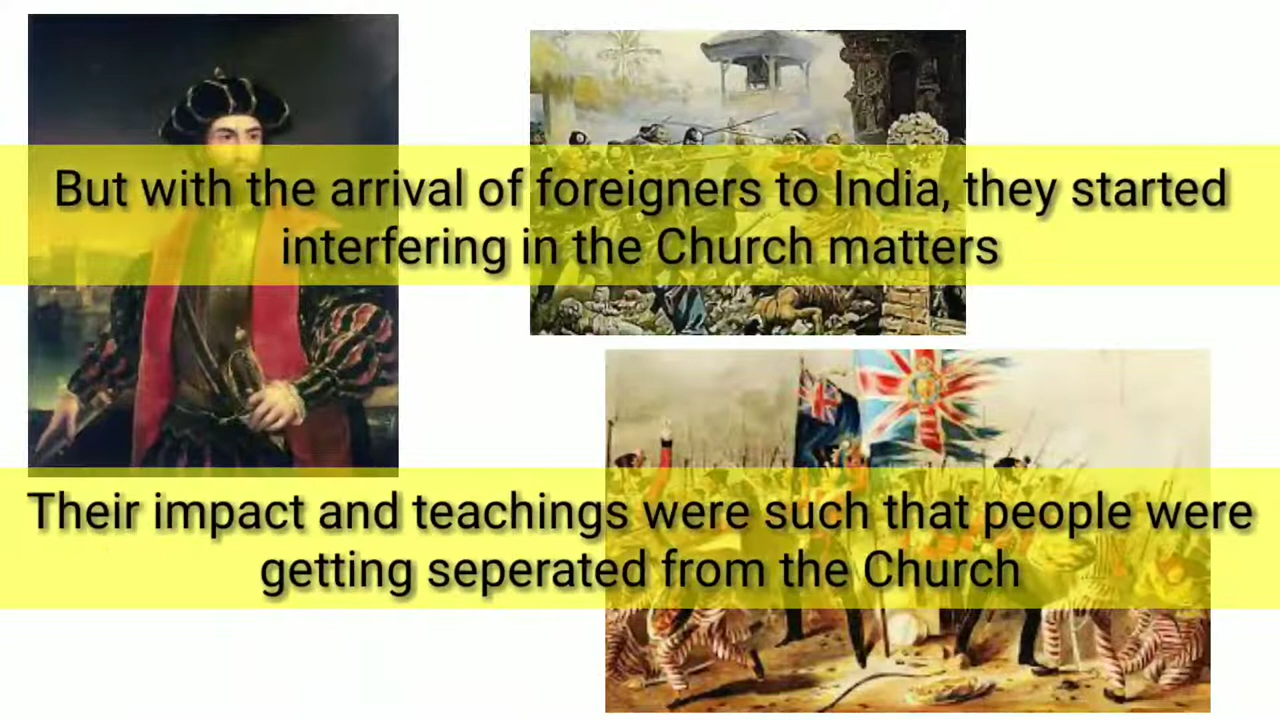 But with the arrival of foreigners to India, they started
interfering in the Church matters
Their impact and teachings were such that people were
getting seperated from the Church